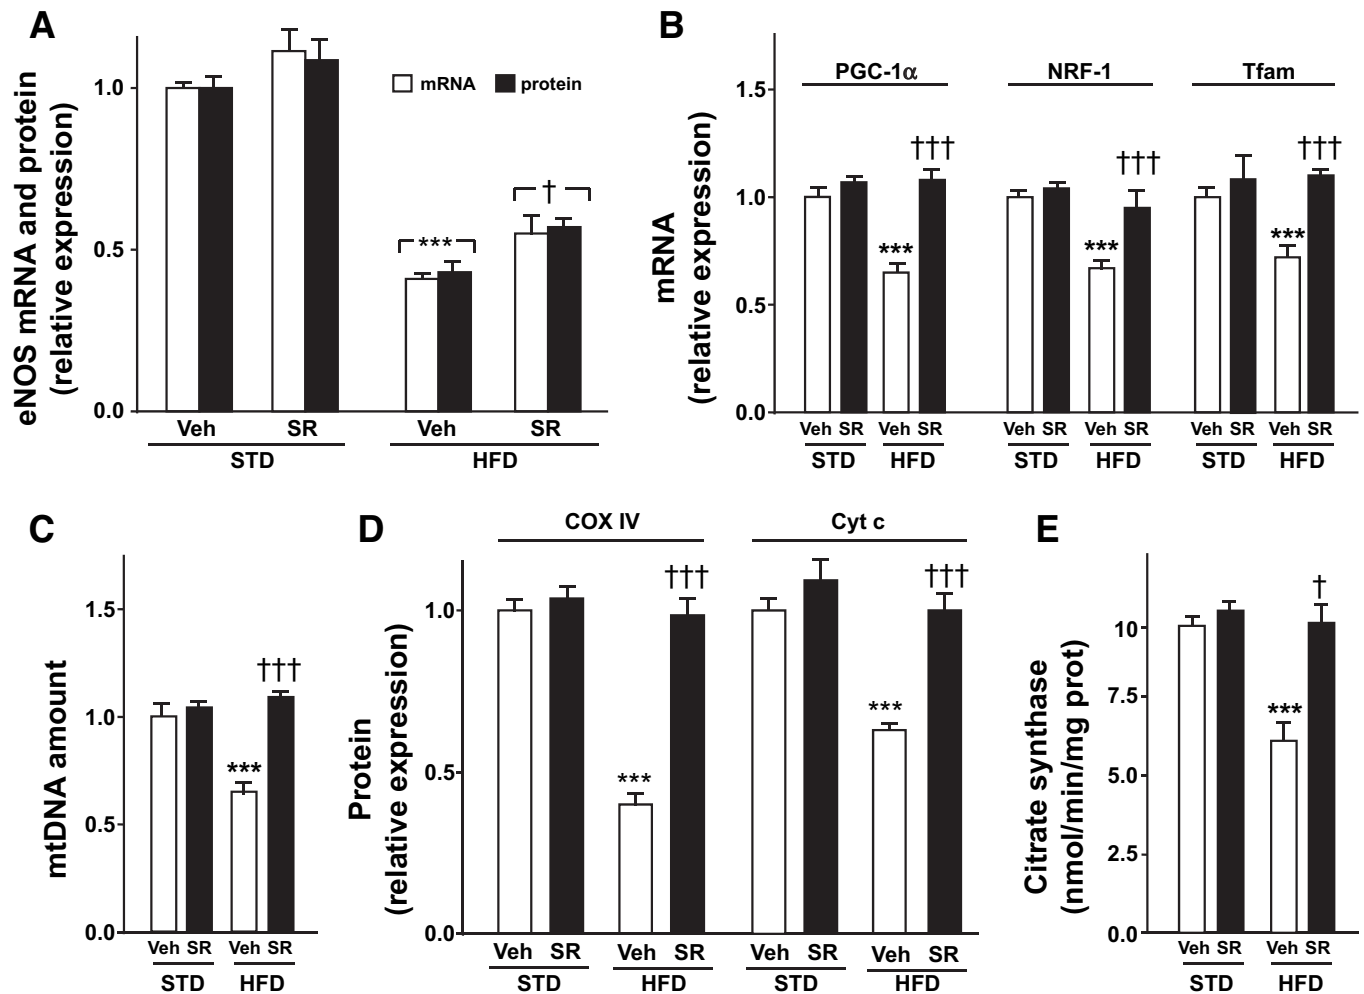 A
eNOS mRNA and protein
(relative expression)
1.0
0.5
0.0
mRNA protein
***
†
Veh SR Veh SR
STD HFD
B
mRNA
(relative expression)
1.5
1.0
0.5
0.0
PGC-1α NRF-1 Tfam
*** ††† *** ††† *** †††
Veh SR Veh SR Veh SR Veh SR Veh SR Veh SR
STD HFD STD HFD STD HFD
C
mtDNA amount
1.5
1.0
0.5
0.0
*** †††
Veh SR Veh SR
STD HFD
D
Protein
(relative expression)
1.0
0.5
0.0
COX IV Cyt c
*** ††† *** †††
Veh SR Veh SR Veh SR Veh SR
STD HFD STD HFD
E
Citrate synthase
(nmol/min/mg prot)
10
7.5
5.0
2.5
0.0
*** †
Veh SR Veh SR
STD HFD